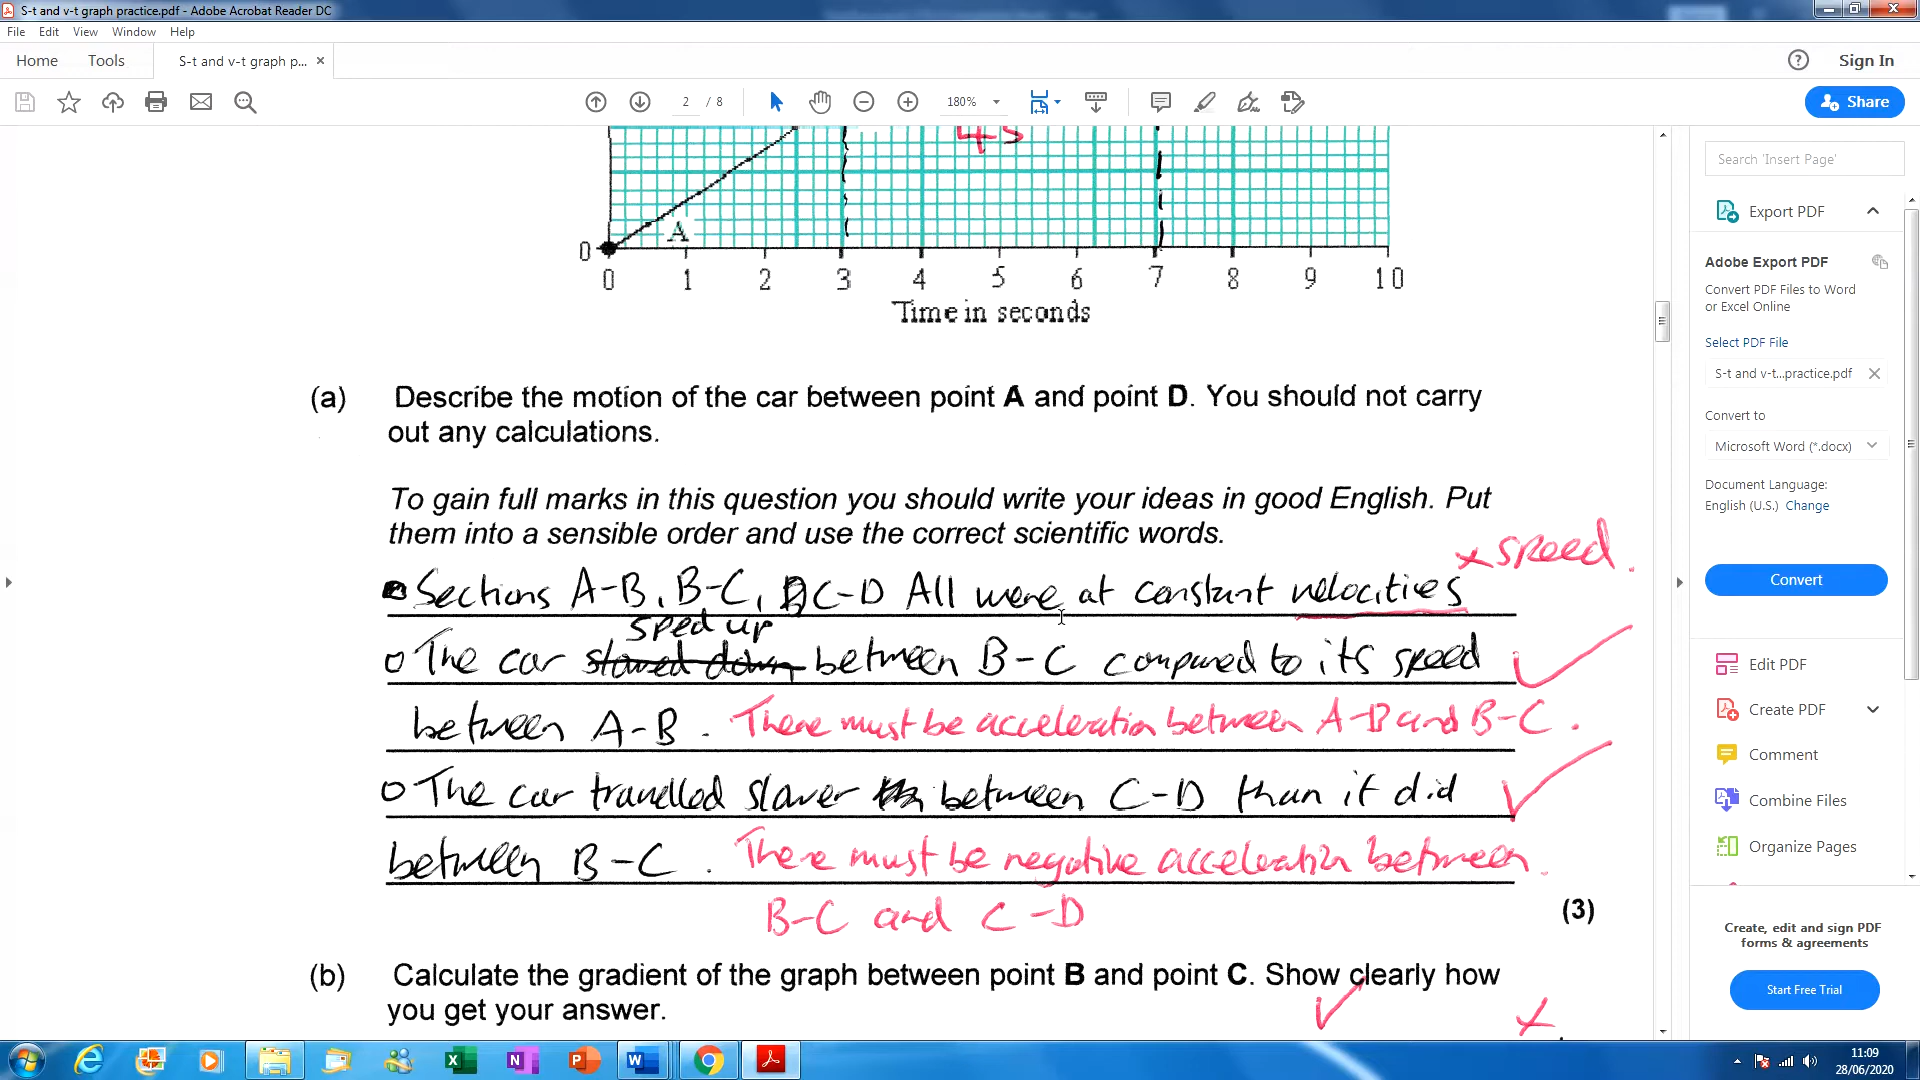 S-t and v-t graph practice.pdf - Adobe Acrobat Reader DC
File Edit View Window Help
Home Tools S-t and v-t graph p... × Sign In
2 / 8 180% Share
4s
A
0
0 1 2 3 4 5 6 7 8 9 10
Time in seconds
(a) Describe the motion of the car between point A and point D. You should not carry
out any calculations.
To gain full marks in this question you should write your ideas in good English. Put
them into a sensible order and use the correct scientific words.
× speed.
Sections A-B, B-C, C-D All were at constant velocities
sped up
The car slowed down between B-C compared to its speed
between A-B. There must be acceleration between A-B and B-C.
The car travelled slower between C-D than it did
between B-C. There must be negative acceleration between
B-C and C-D
(3)
(b) Calculate the gradient of the graph between point B and point C. Show clearly how
you get your answer.
Search 'Insert Page'
Export PDF
Adobe Export PDF
Convert PDF Files to Word
or Excel Online
Select PDF File
S-t and v-t...practice.pdf
Convert to
Microsoft Word (*.docx)
Document Language:
English (U.S.) Change
Convert
Edit PDF
Create PDF
Comment
Combine Files
Organize Pages
Create, edit and sign PDF
forms & agreements
Start Free Trial
11:09
28/06/2020